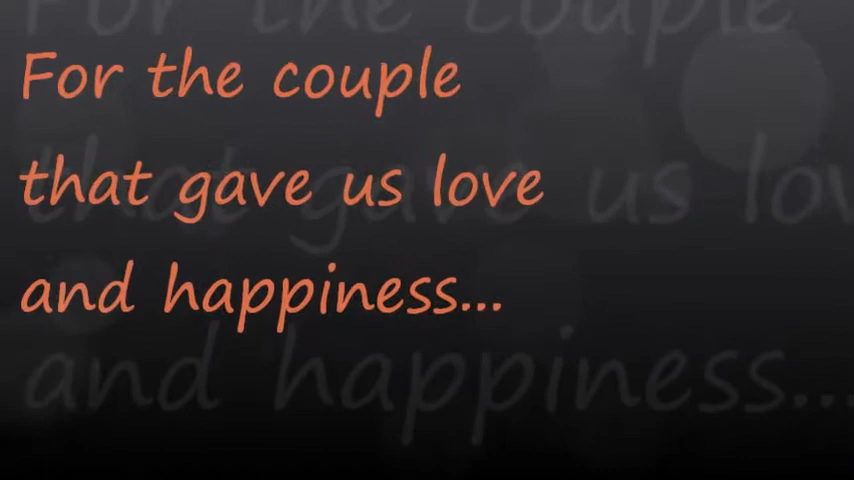 For the couple
that gave us love
and happiness...